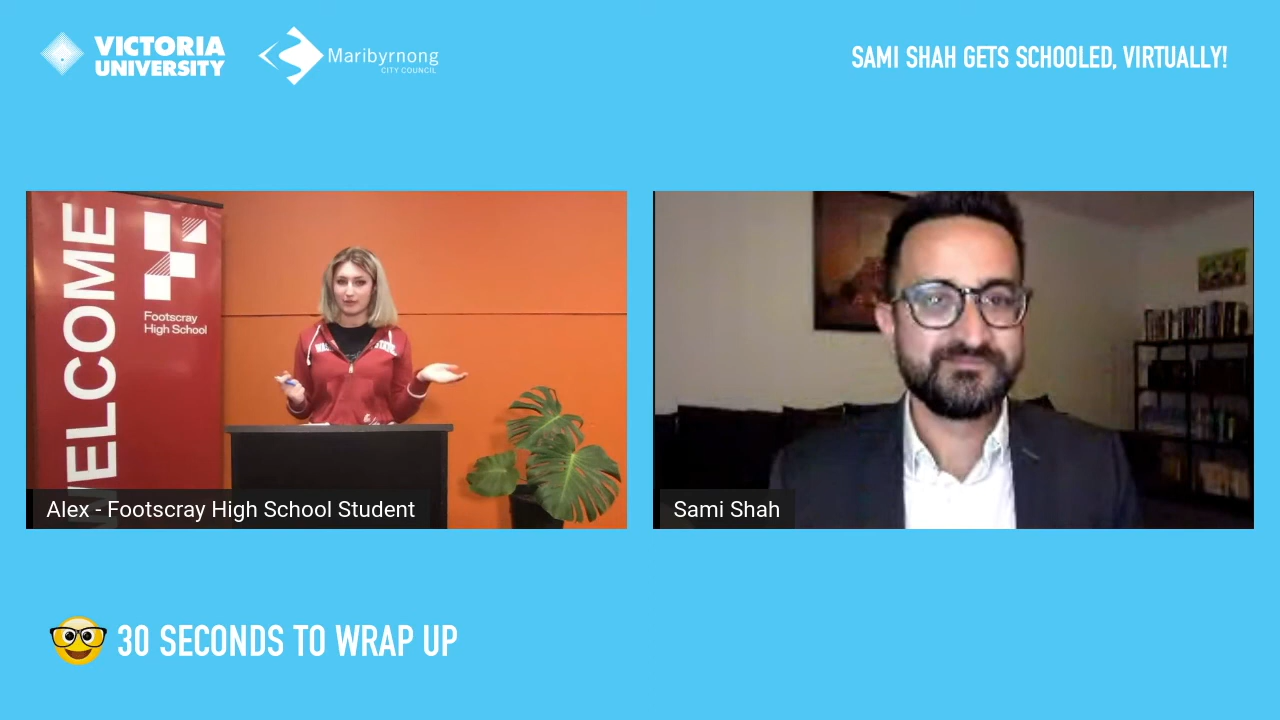 VICTORIA
UNIVERSITY
Maribyrnong
CITY COUNCIL
SAMI SHAH GETS SCHOOLED, VIRTUALLY!
WELCOME
Footscray
High School
Alex - Footscray High School Student
Sami Shah
30 SECONDS TO WRAP UP